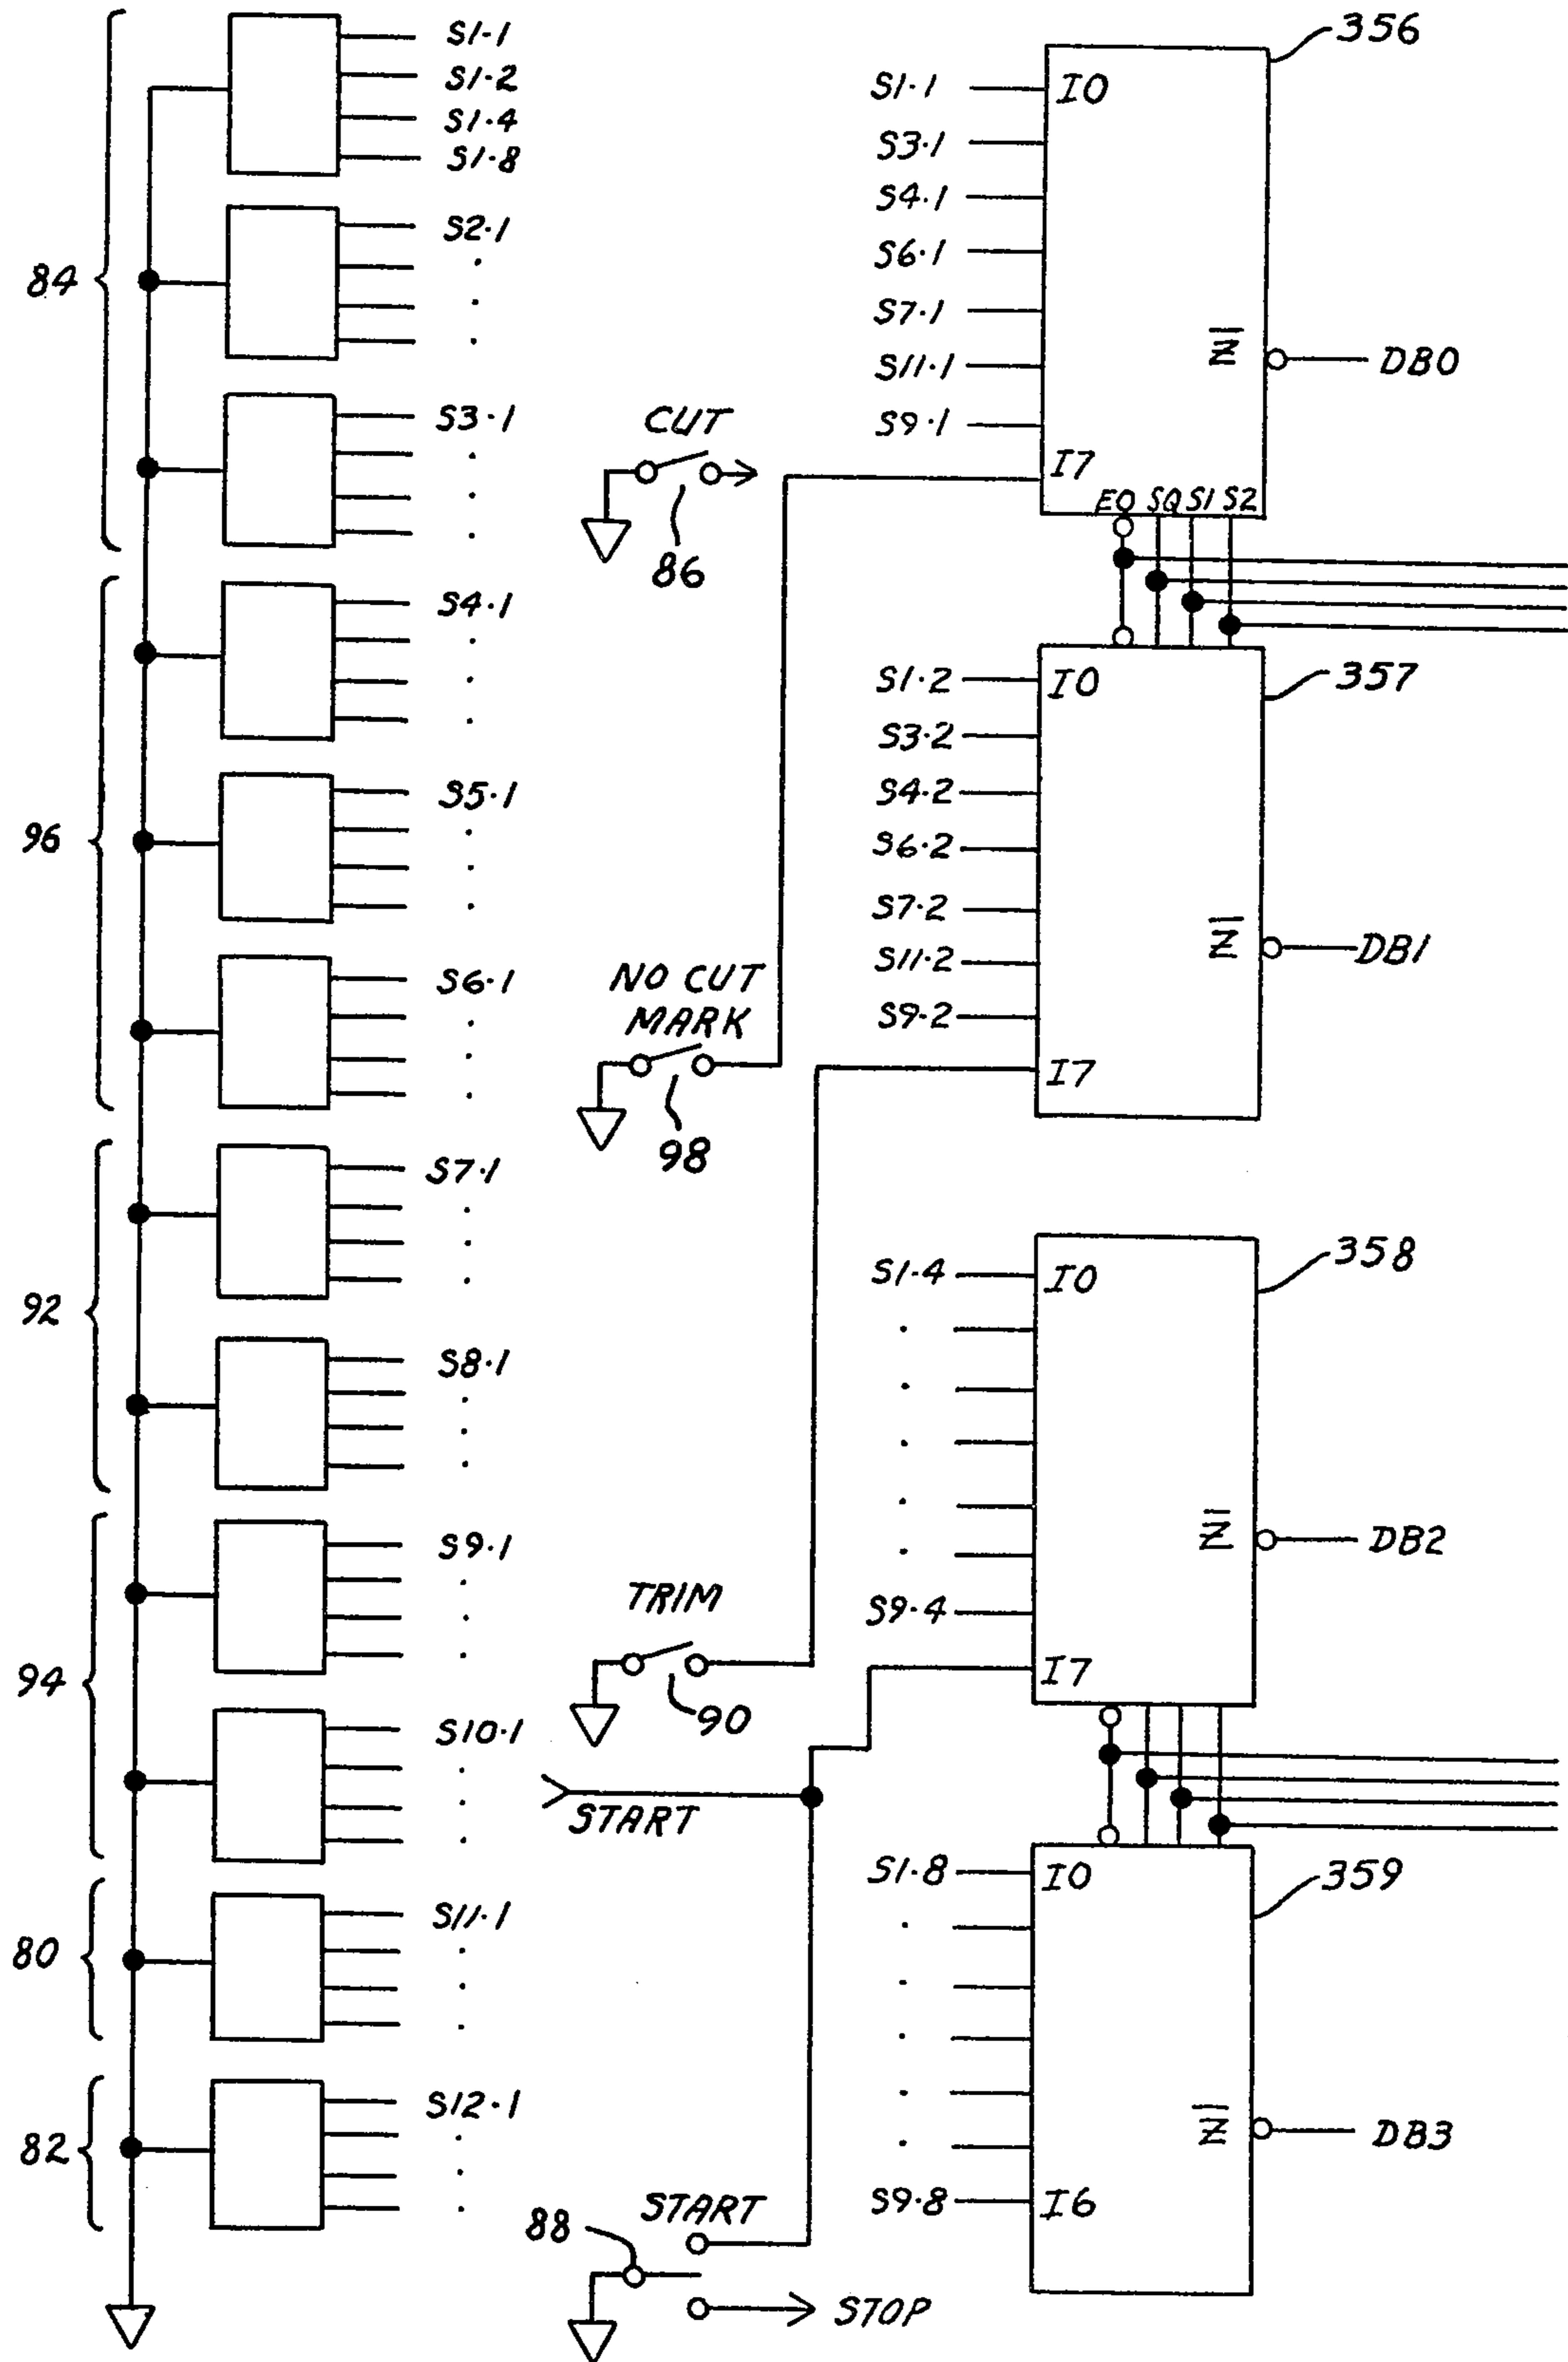 84
S1-1
S1·2
S1·4
S1·8
S2·1
S3·1
96
S4·1
S5·1
S6·1
92
S7·1
S8·1
94
S9·1
S10·1
80
S11·1
82
S12·1
CUT
86
NO CUT
MARK
98
TRIM
90
START
88
START
STOP
356
S1·1
I0
S3·1
S4·1
S6·1
S7·1
Z
DB0
S11·1
S9·1
I7
E0 SQ S1 S2
357
S1·2
I0
S3·2
S4·2
S6·2
S7·2
Z
DB1
S11·2
S9·2
I7
358
S1·4
I0
Z
DB2
S9·4
I7
359
S1·8
I0
Z
DB3
S9·8
I6